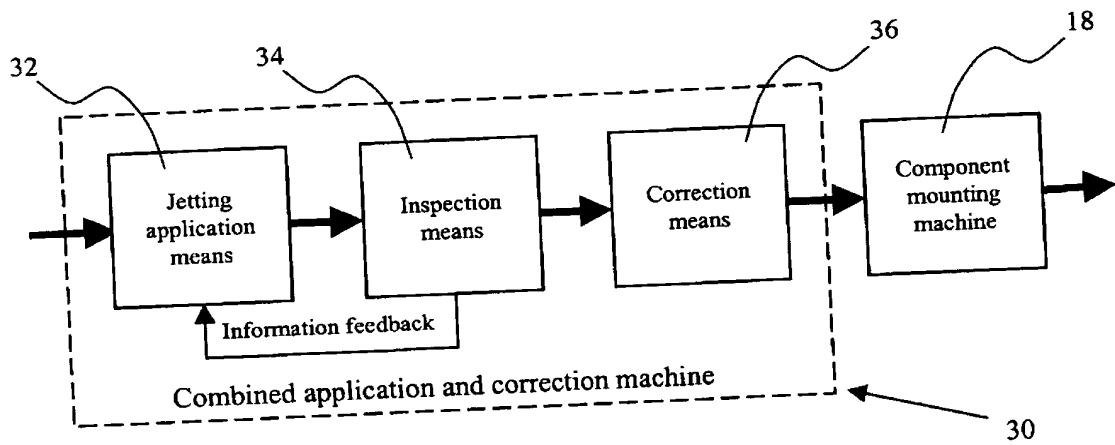 32
34
36
18
Jetting
application
means
Inspection
means
Correction
means
Component
mounting
machine
Information feedback
Combined application and correction machine
30